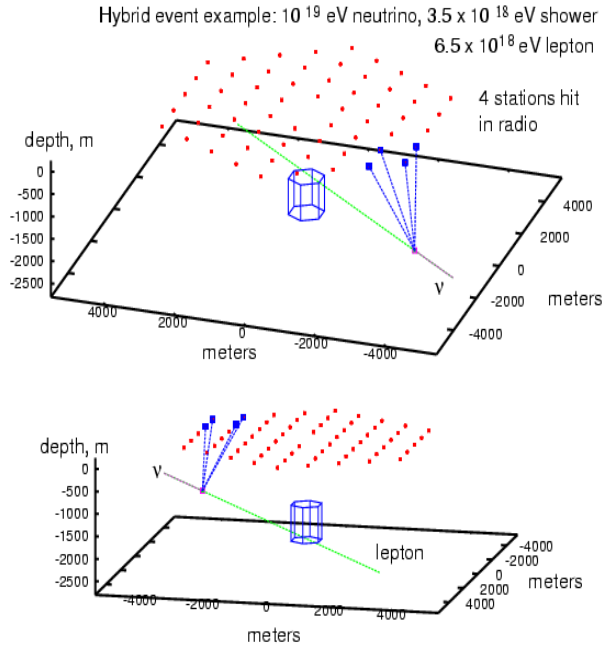 Hybrid event example: 10^19 eV neutrino, 3.5 x 10^18 eV shower
6.5 x 10^18 eV lepton
4 stations hit
in radio
depth, m
0
-500
-1000
-1500
-2000
-2500
4000
2000
0
-2000
-4000
meters
4000
2000
0
-2000
-4000
meters
ν
depth, m
0
-500
-1000
-1500
-2000
-2500
ν
lepton
-4000
-2000
0
2000
4000
meters
-4000
-2000
0
2000
4000
meters